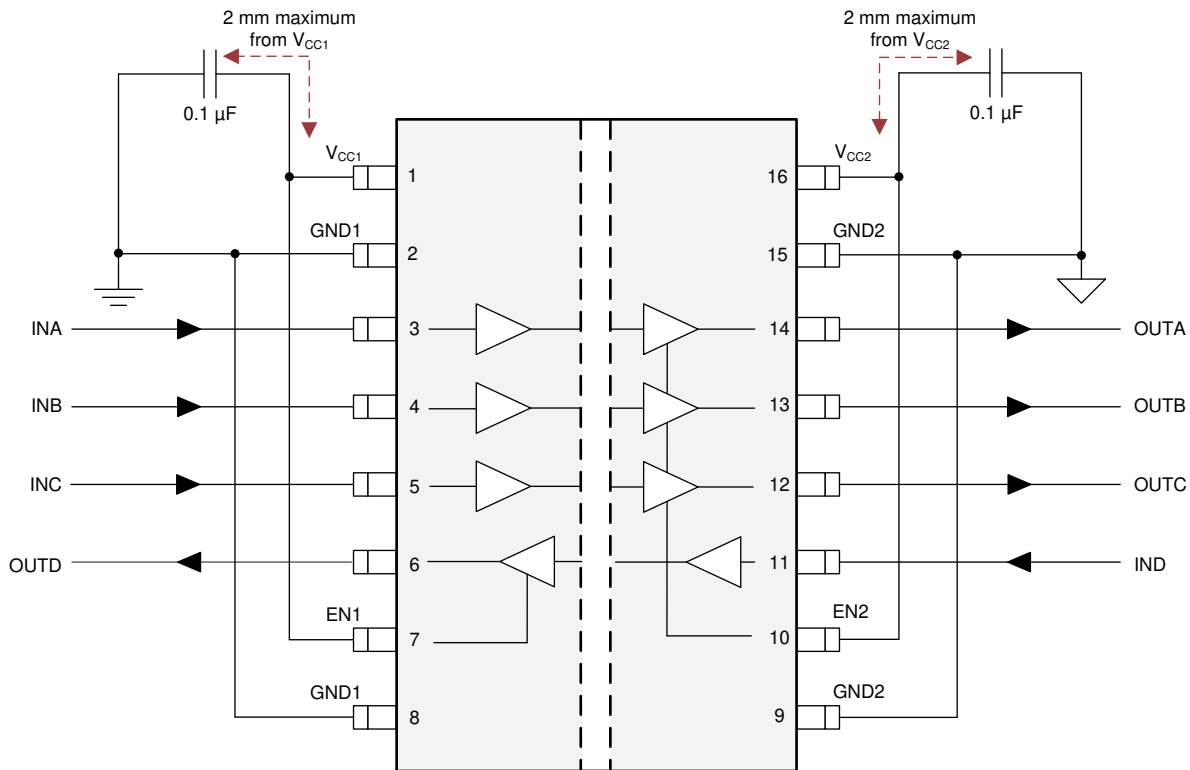 2 mm maximum
from VCC1
2 mm maximum
from VCC2
0.1 µF
0.1 µF
VCC1
1
16
VCC2
GND1
2
15
GND2
INA
3
14
OUTA
INB
4
13
OUTB
INC
5
12
OUTC
OUTD
6
11
IND
EN1
7
10
EN2
GND1
8
9
GND2